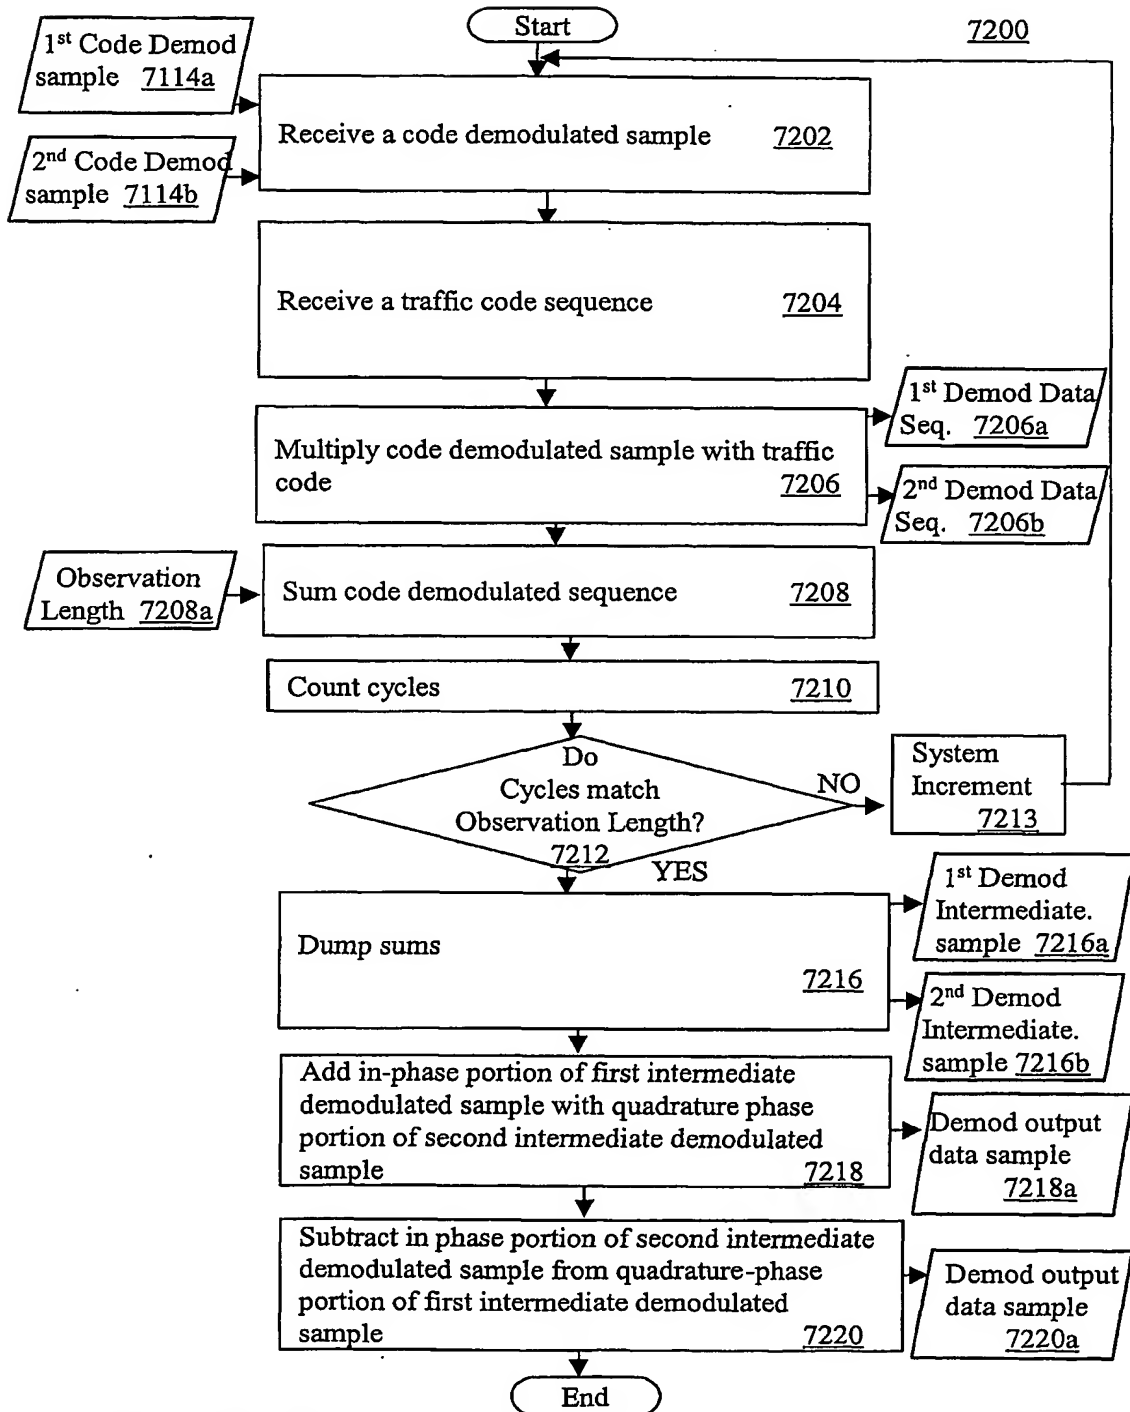 Start
7200
1st Code Demod
sample 7114a
Receive a code demodulated sample 7202
2nd Code Demod
sample 7114b
Receive a traffic code sequence 7204
1st Demod Data
Seq. 7206a
Multiply code demodulated sample with traffic
code 7206
2nd Demod Data
Seq. 7206b
Observation
Length 7208a
Sum code demodulated sequence 7208
Count cycles 7210
Do
Cycles match
Observation Length?
7212
NO
YES
System
Increment
7213
Dump sums
7216
1st Demod
Intermediate.
sample 7216a
2nd Demod
Intermediate.
sample 7216b
Add in-phase portion of first intermediate
demodulated sample with quadrature phase
portion of second intermediate demodulated
sample 7218
Demod output
data sample
7218a
Subtract in phase portion of second intermediate
demodulated sample from quadrature-phase
portion of first intermediate demodulated
sample 7220
Demod output
data sample
7220a
End